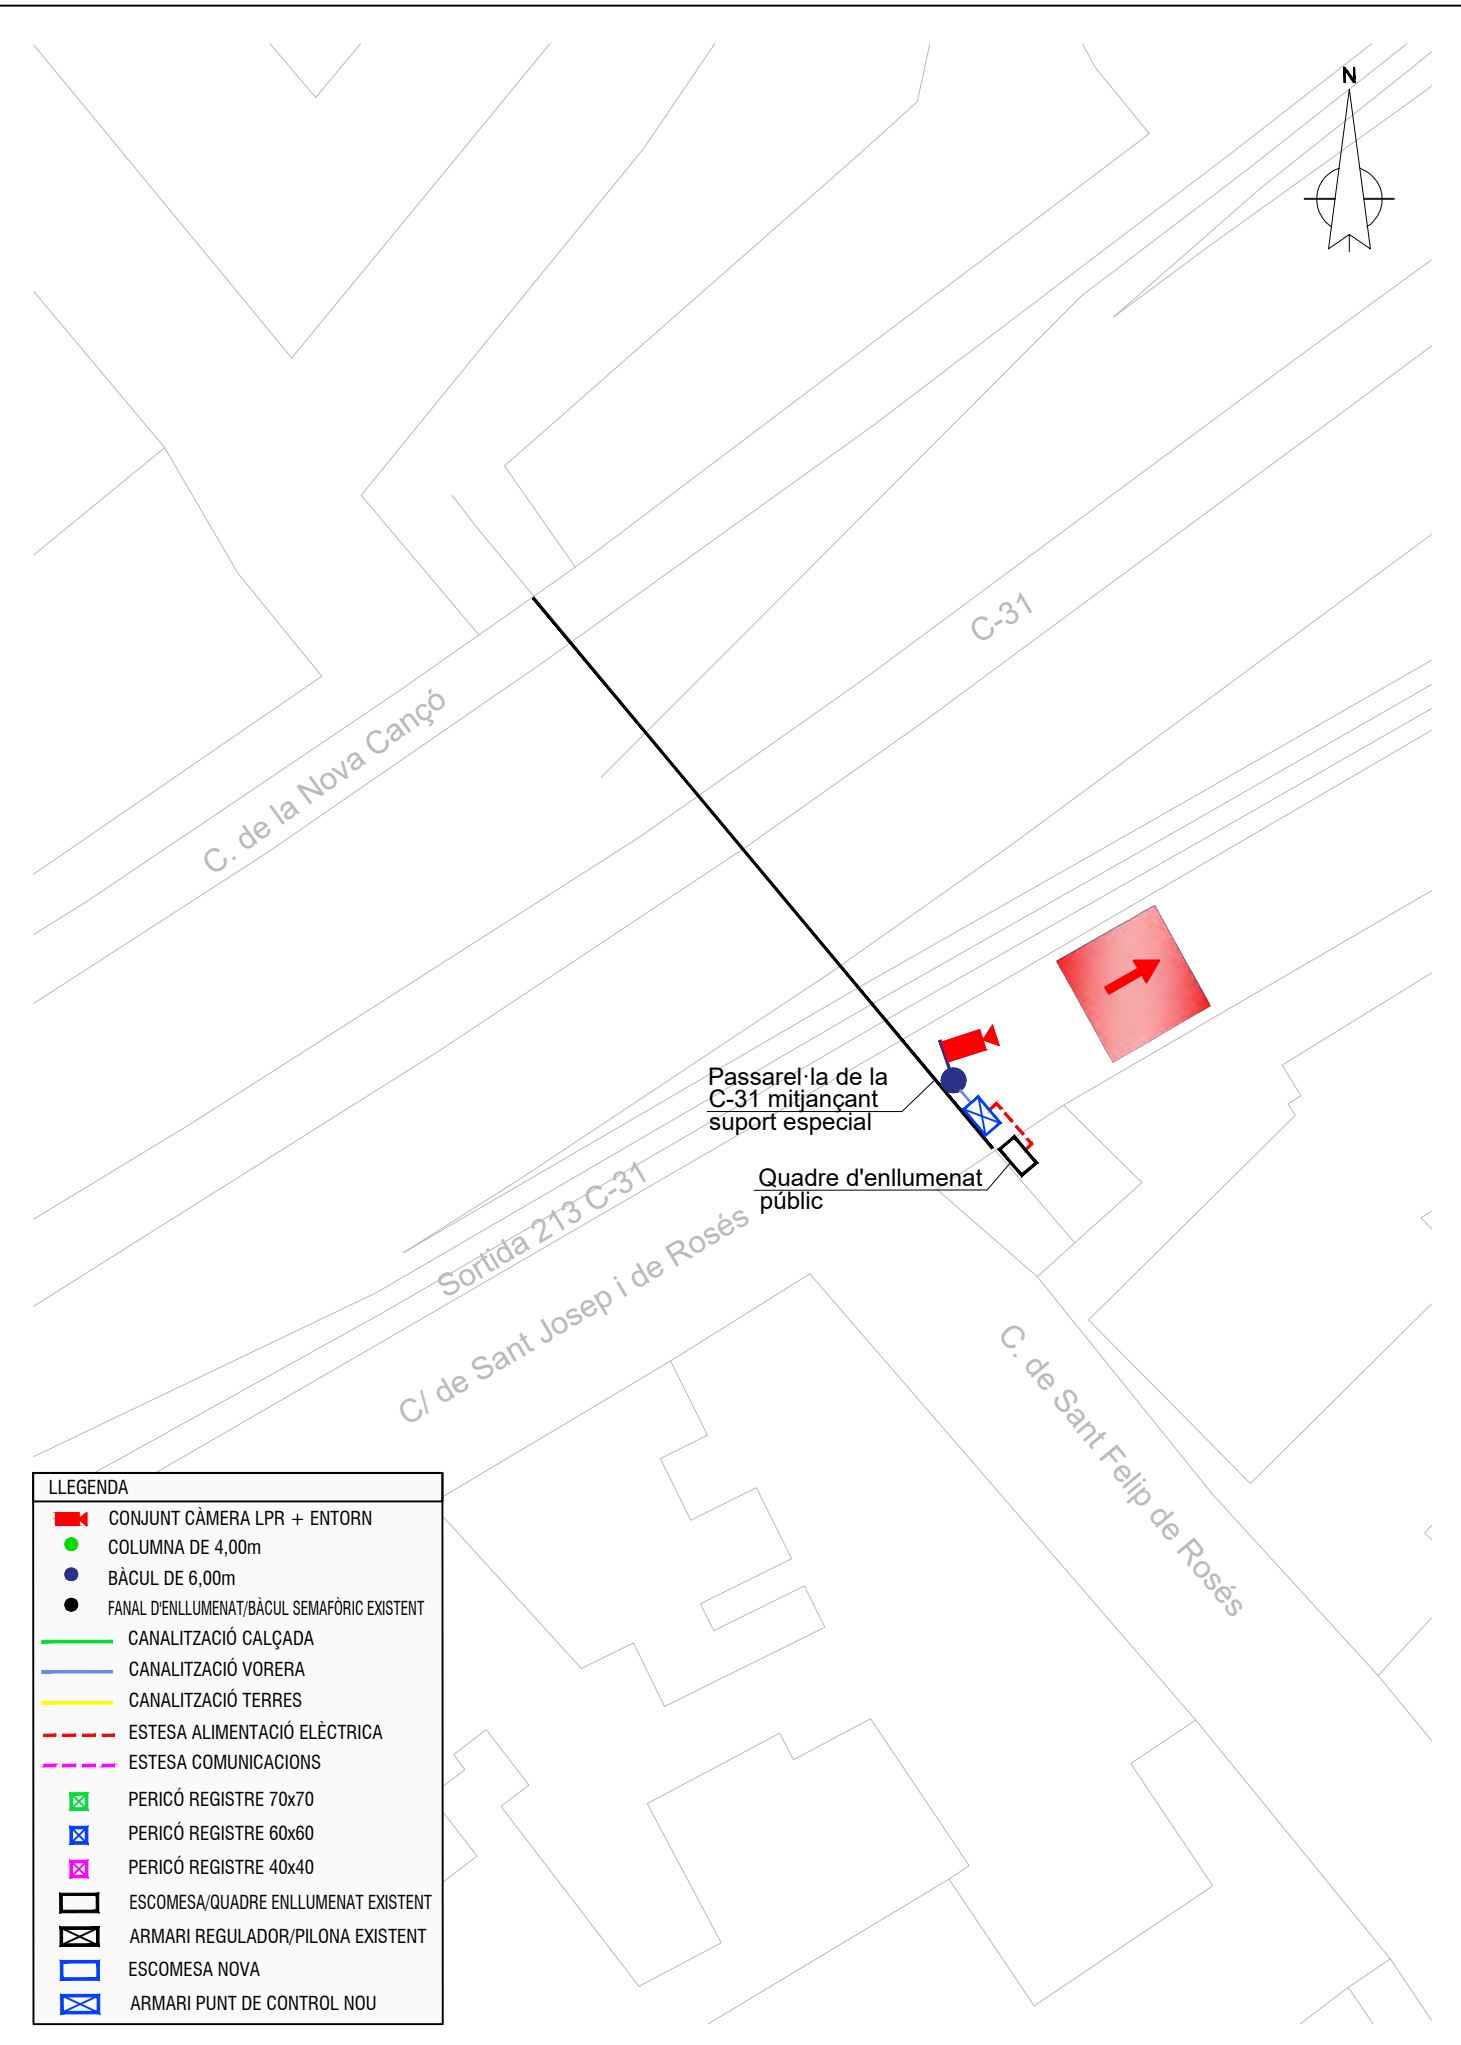 N
C-31
C. de la Nova Cançó
Passarel·la de la
C-31 mitjançant
suport especial
Quadre d'enllumenat
públic
Sortida 213 C-31
C/ de Sant Josep i de Rosés
C. de Sant Felip de Rosés
LLEGENDA
CONJUNT CÀMERA LPR + ENTORN
COLUMNA DE 4,00m
BÀCUL DE 6,00m
FANAL D'ENLLUMENAT/BÀCUL SEMAFÒRIC EXISTENT
CANALITZACIÓ CALÇADA
CANALITZACIÓ VORERA
CANALITZACIÓ TERRES
ESTESA ALIMENTACIÓ ELÈCTRICA
ESTESA COMUNICACIONS
PERICÓ REGISTRE 70x70
PERICÓ REGISTRE 60x60
PERICÓ REGISTRE 40x40
ESCOMESA/QUADRE ENLLUMENAT EXISTENT
ARMARI REGULADOR/PILONA EXISTENT
ESCOMESA NOVA
ARMARI PUNT DE CONTROL NOU